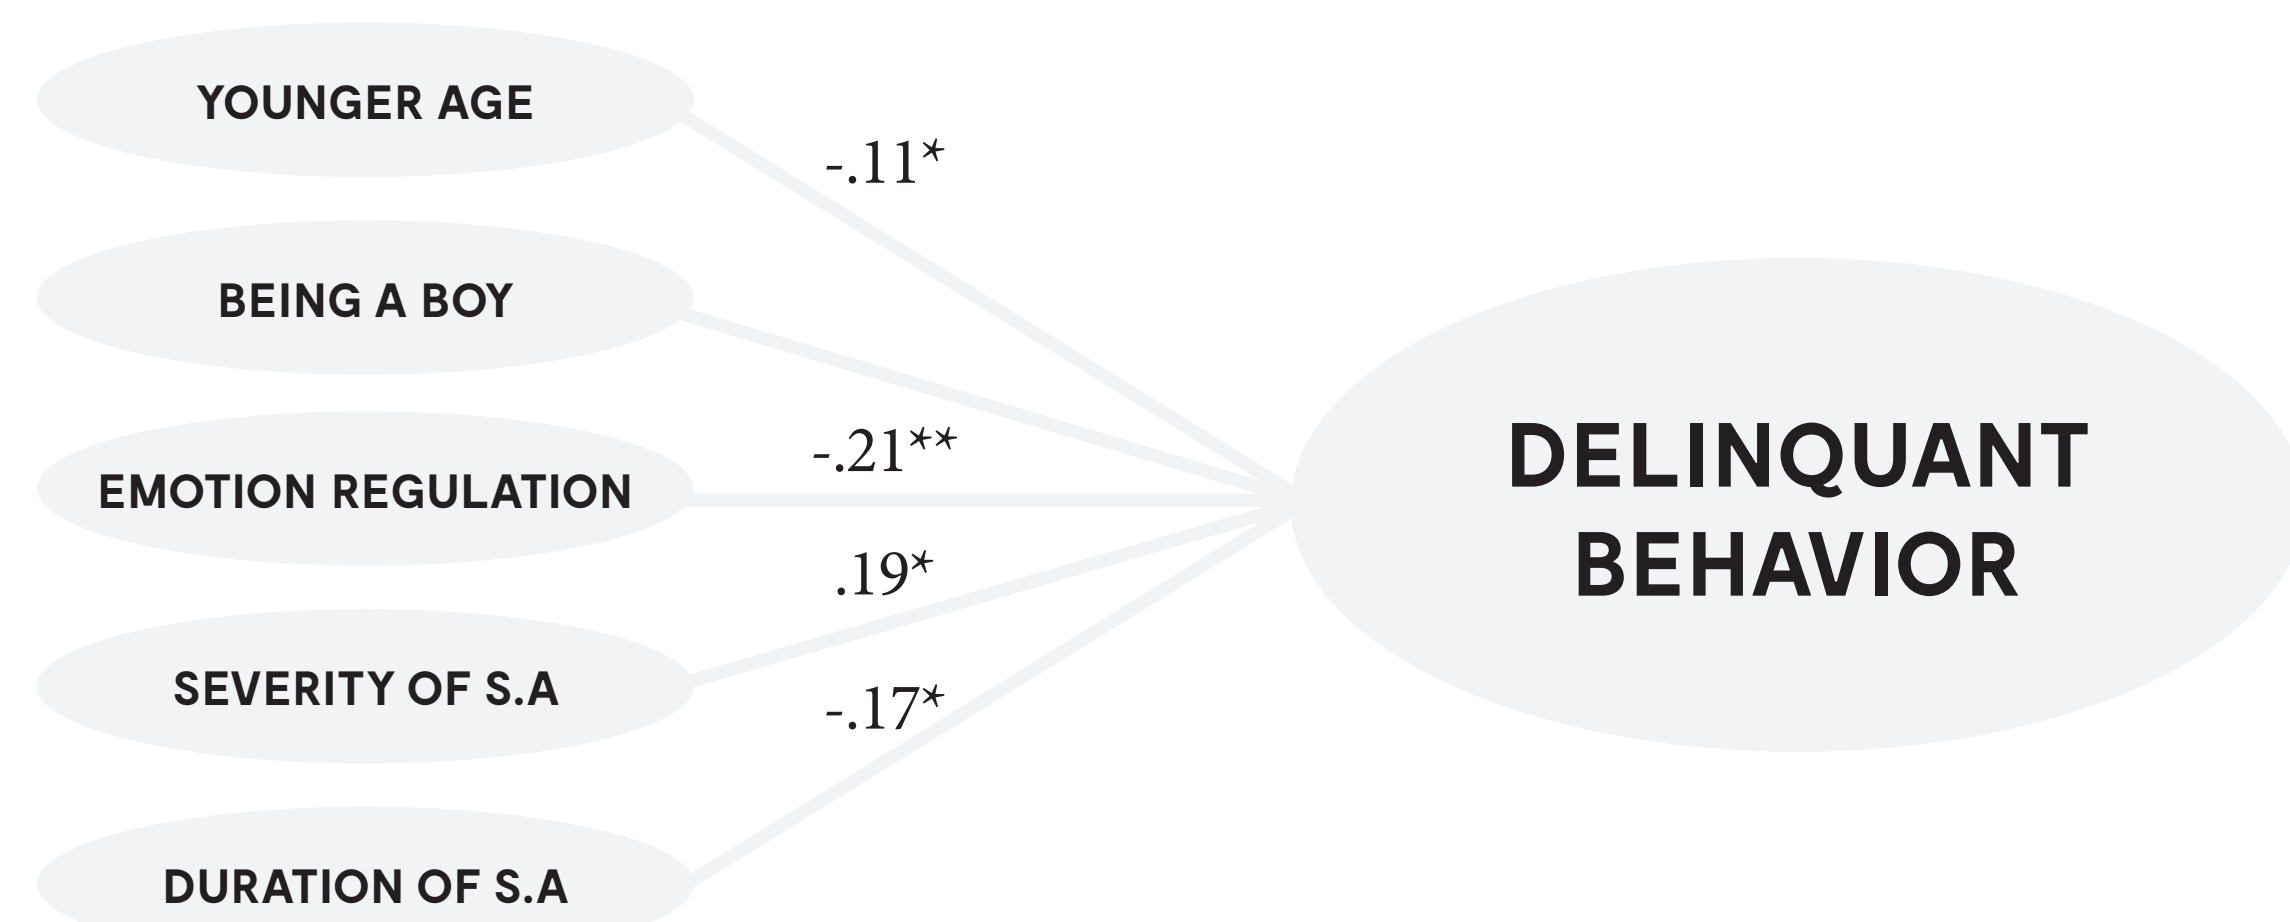 YOUNGER AGE
-.11*
BEING A BOY
-.21**
EMOTION REGULATION
.19*
SEVERITY OF S.A
-.17*
DURATION OF S.A
DELINQUANT
BEHAVIOR